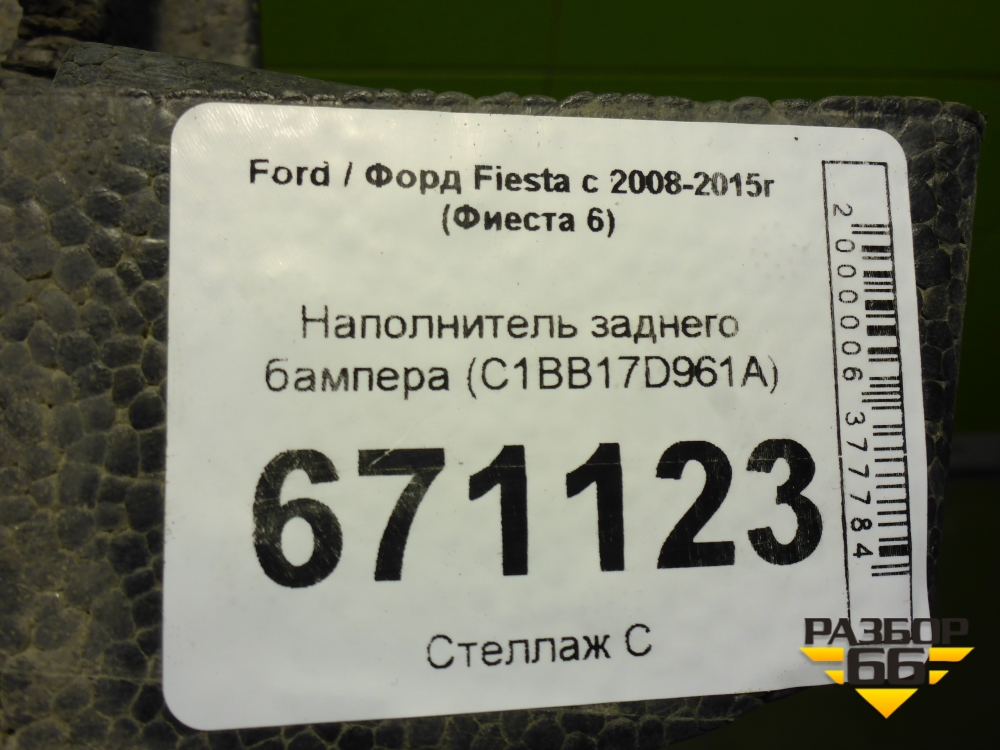 Ford / Форд Fiesta с 2008-2015г
(Фиеста 6)
Наполнитель заднего
бампера (C1BB17D961A)
671123
Стеллаж С
2000006377784
РАЗБОР
66